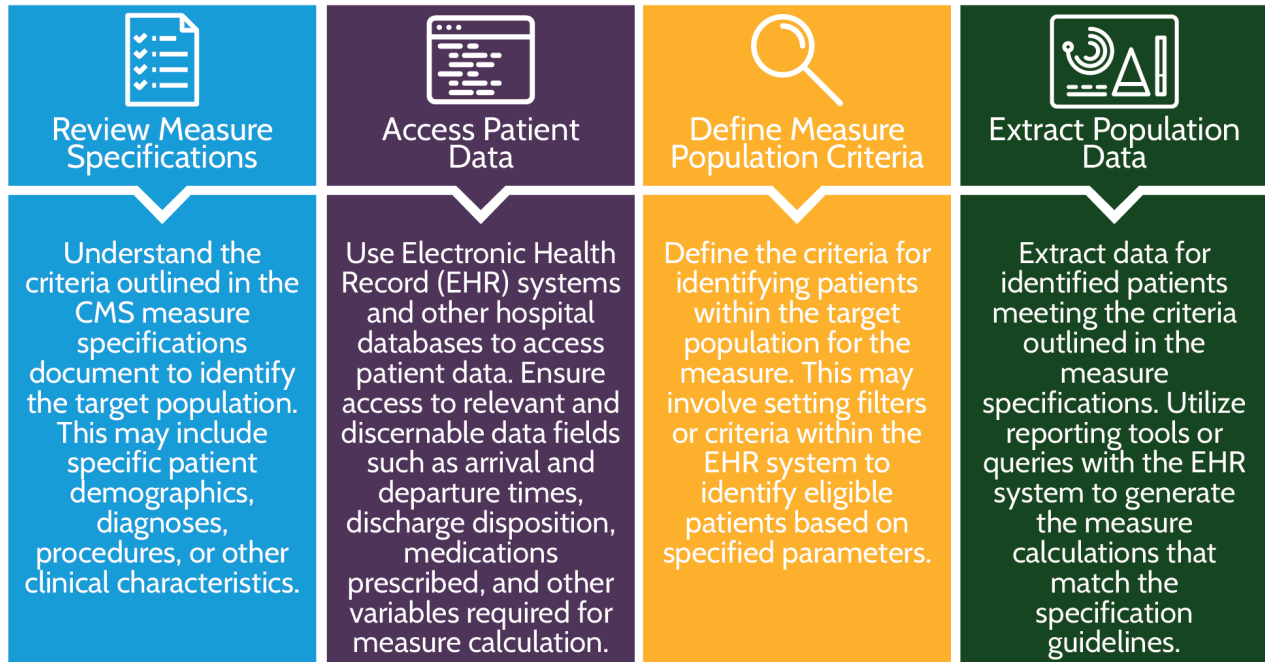 Review Measure
Specifications
Understand the
criteria outlined in the
CMS measure
specifications
document to identify
the target population.
This may include
specific patient
demographics,
diagnoses,
procedures, or other
clinical characteristics.
Access Patient
Data
Use Electronic Health
Record (EHR) systems
and other hospital
databases to access
patient data. Ensure
access to relevant and
discernable data fields
such as arrival and
departure times,
discharge disposition,
medications
prescribed, and other
variables required for
measure calculation.
Define Measure
Population Criteria
Define the criteria for
identifying patients
within the target
population for the
measure. This may
involve setting filters
or criteria within the
EHR system to
identify eligible
patients based on
specified parameters.
Extract Population
Data
Extract data for
identified patients
meeting the criteria
outlined in the
measure
specifications. Utilize
reporting tools or
queries with the EHR
system to generate
the measure
calculations that
match the
specification
guidelines.